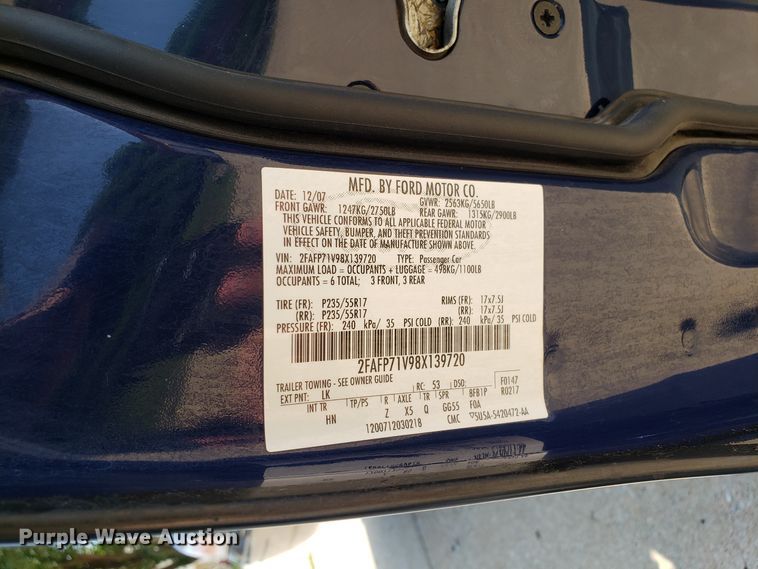 MFD. BY FORD MOTOR CO.
DATE: 12/07 GVWR: 2563KG/5650LB
FRONT GAWR: 1247KG/2750LB REAR GAWR: 1315KG/2900LB
THIS VEHICLE CONFORMS TO ALL APPLICABLE FEDERAL MOTOR
VEHICLE SAFETY, BUMPER, AND THEFT PREVENTION STANDARDS
IN EFFECT ON THE DATE OF MANUFACTURE SHOWN ABOVE.
VIN: 2FAFP71V98X139720 TYPE: Passenger Car
MAXIMUM LOAD = OCCUPANTS + LUGGAGE = 498KG/1100LB
OCCUPANTS = 6 TOTAL; 3 FRONT, 3 REAR
TIRE (FR): P235/55R17 RIMS (FR): 17x7.5J
(RR): P235/55R17 (RR): 17x7.5J
PRESSURE (FR): 240 kPa/ 35 PSI COLD (RR): 240 kPa/ 35 PSI COLD
2FAFP71V98X139720
TRAILER TOWING - SEE OWNER GUIDE
EXT PNT: LK RC: 53 DSO: F0147
INT TR TP/PS R AXLE TR SPR BFB1P R0217
HN Z X5 Q GG55 FOA
1200712030218 CMC 5U5A-5420472-AA
Purple Wave Auction